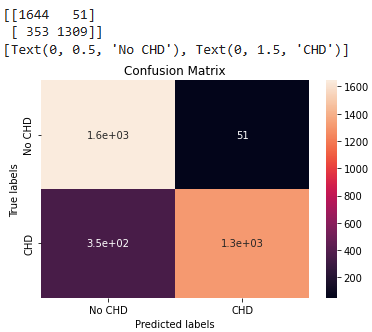 [[1644   51]
 [ 353 1309]]
[Text(0, 0.5, 'No CHD'), Text(0, 1.5, 'CHD')]
Confusion Matrix
1600
1400
1200
1000
800
600
400
200
True labels
No CHD
CHD
1.6e+03
51
3.5e+02
1.3e+03
No CHD
CHD
Predicted labels